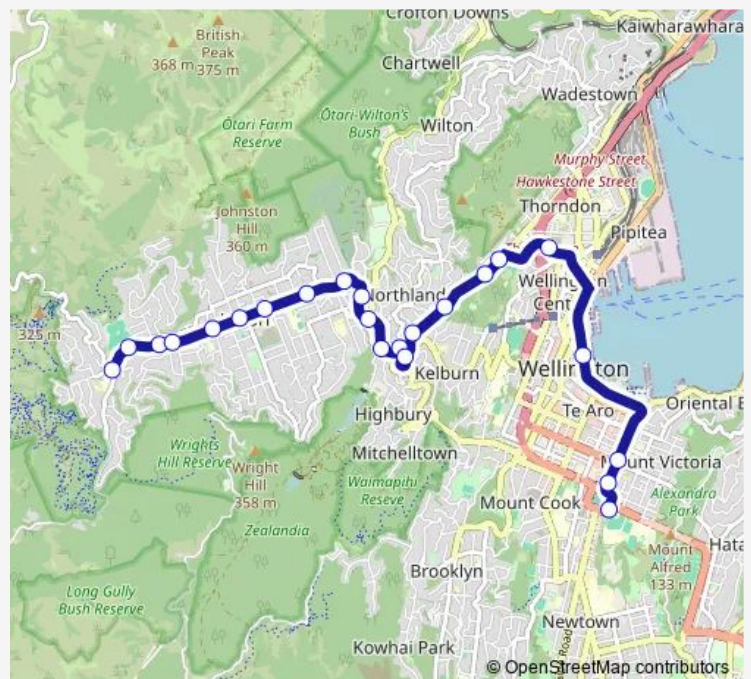 Crofton Downs
Kaiwharawhara
British
Peak
368 m
375 m
Chartwell
Wadestown
Ōtari-Wilton's
Bush
Ōtari Farm
Reserve
Wilton
Murphy Street
Hawkestone Street
Thorndon
Johnston
Hill
360 m
Pipitea
Northland
325 m
Kelburn
Highbury
Te Aro
Oriental
Mitchelltown
Mount Victoria
Wrights
Hill Reserve
Wright
Hill
358 m
Waimapihi
Reseve
Mount Cook
Alexandra
Park
Zealandia
Mount
Alfred
133 m
Brooklyn
Long Gully
Bush Reserve
Newtown
Kowhai Park
Road
© OpenStreetMap contributors